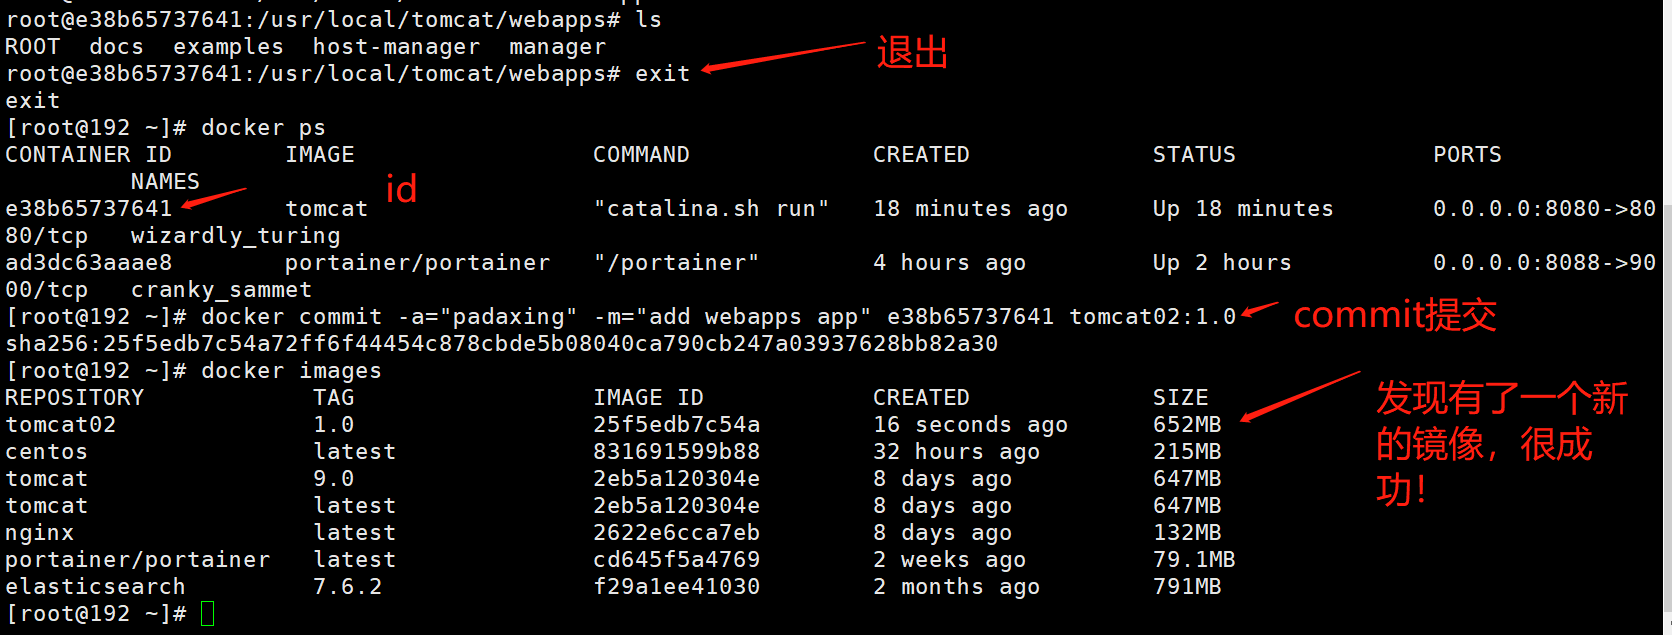 root@e38b65737641:/usr/local/tomcat/webapps# ls
ROOT  docs  examples  host-manager  manager
root@e38b65737641:/usr/local/tomcat/webapps# exit
退出
exit
[root@192 ~]# docker ps
CONTAINER ID        IMAGE                 COMMAND             CREATED             STATUS              PORTS
         NAMES
id
e38b65737641        tomcat                "catalina.sh run"   18 minutes ago      Up 18 minutes       0.0.0.0:8080->80
80/tcp   wizardly_turing
ad3dc63aaae8        portainer/portainer   "/portainer"        4 hours ago         Up 2 hours          0.0.0.0:8088->90
00/tcp   cranky_sammet
[root@192 ~]# docker commit -a="padaxing" -m="add webapps app" e38b65737641 tomcat02:1.0
commit提交
sha256:25f5edb7c54a72ff6f44454c878cbde5b08040ca790cb247a03937628bb82a30
[root@192 ~]# docker images
REPOSITORY            TAG                 IMAGE ID            CREATED             SIZE
tomcat02              1.0                 25f5edb7c54a        16 seconds ago      652MB
centos                latest              831691599b88        32 hours ago        215MB
tomcat                9.0                 2eb5a120304e        8 days ago          647MB
tomcat                latest              2eb5a120304e        8 days ago          647MB
nginx                 latest              2622e6cca7eb        8 days ago          132MB
portainer/portainer   latest              cd645f5a4769        2 weeks ago         79.1MB
elasticsearch         7.6.2               f29a1ee41030        2 months ago        791MB
发现有了一个新
的镜像，很成
功！
[root@192 ~]#